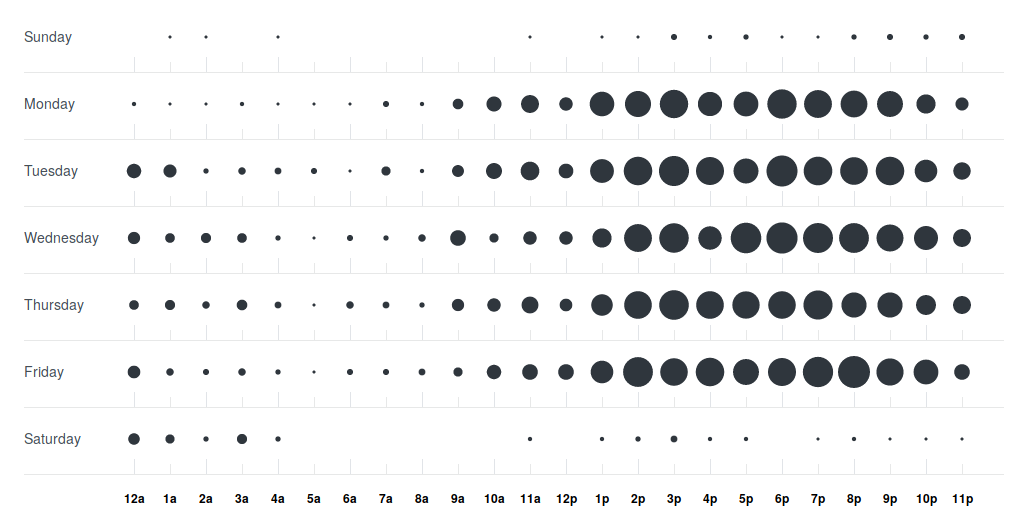 Sunday
Monday
Tuesday
Wednesday
Thursday
Friday
Saturday
12a 1a 2a 3a 4a 5a 6a 7a 8a 9a 10a 11a 12p 1p 2p 3p 4p 5p 6p 7p 8p 9p 10p 11p